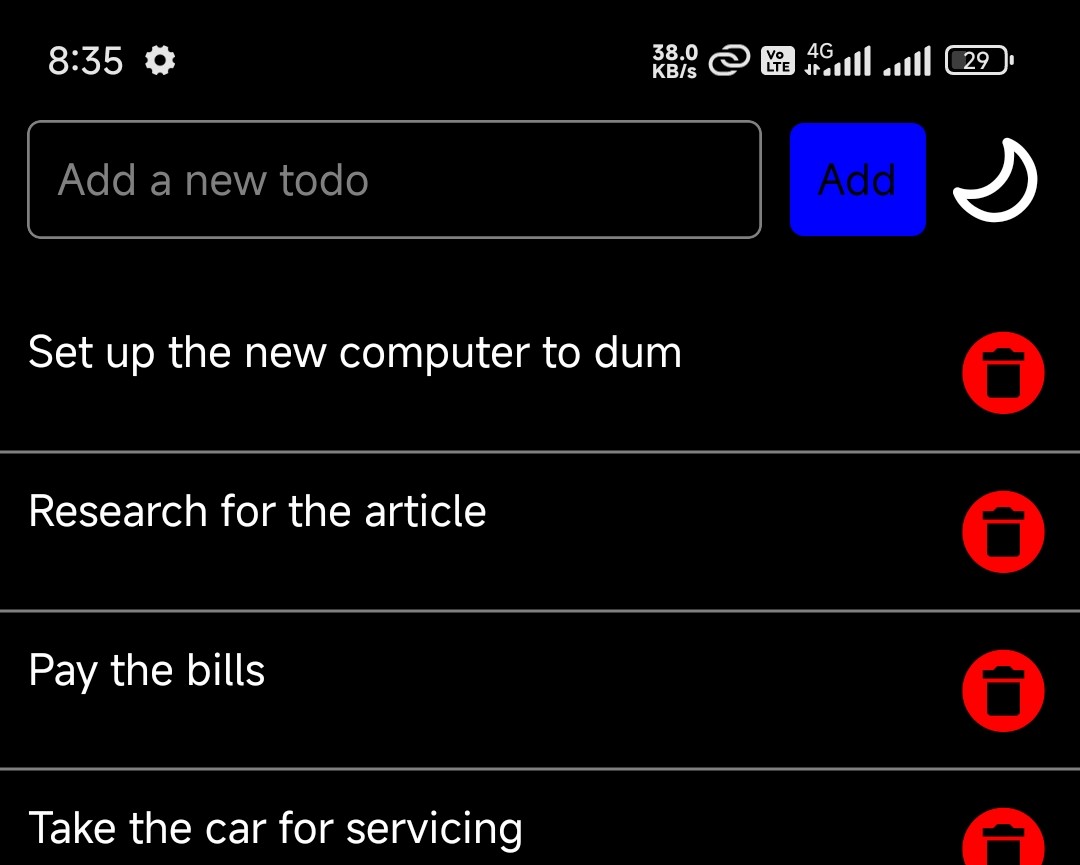 8:35
38.0
KB/s
Vo
LTE
4G
29
Add a new todo
Add
Set up the new computer to dum
Research for the article
Pay the bills
Take the car for servicing